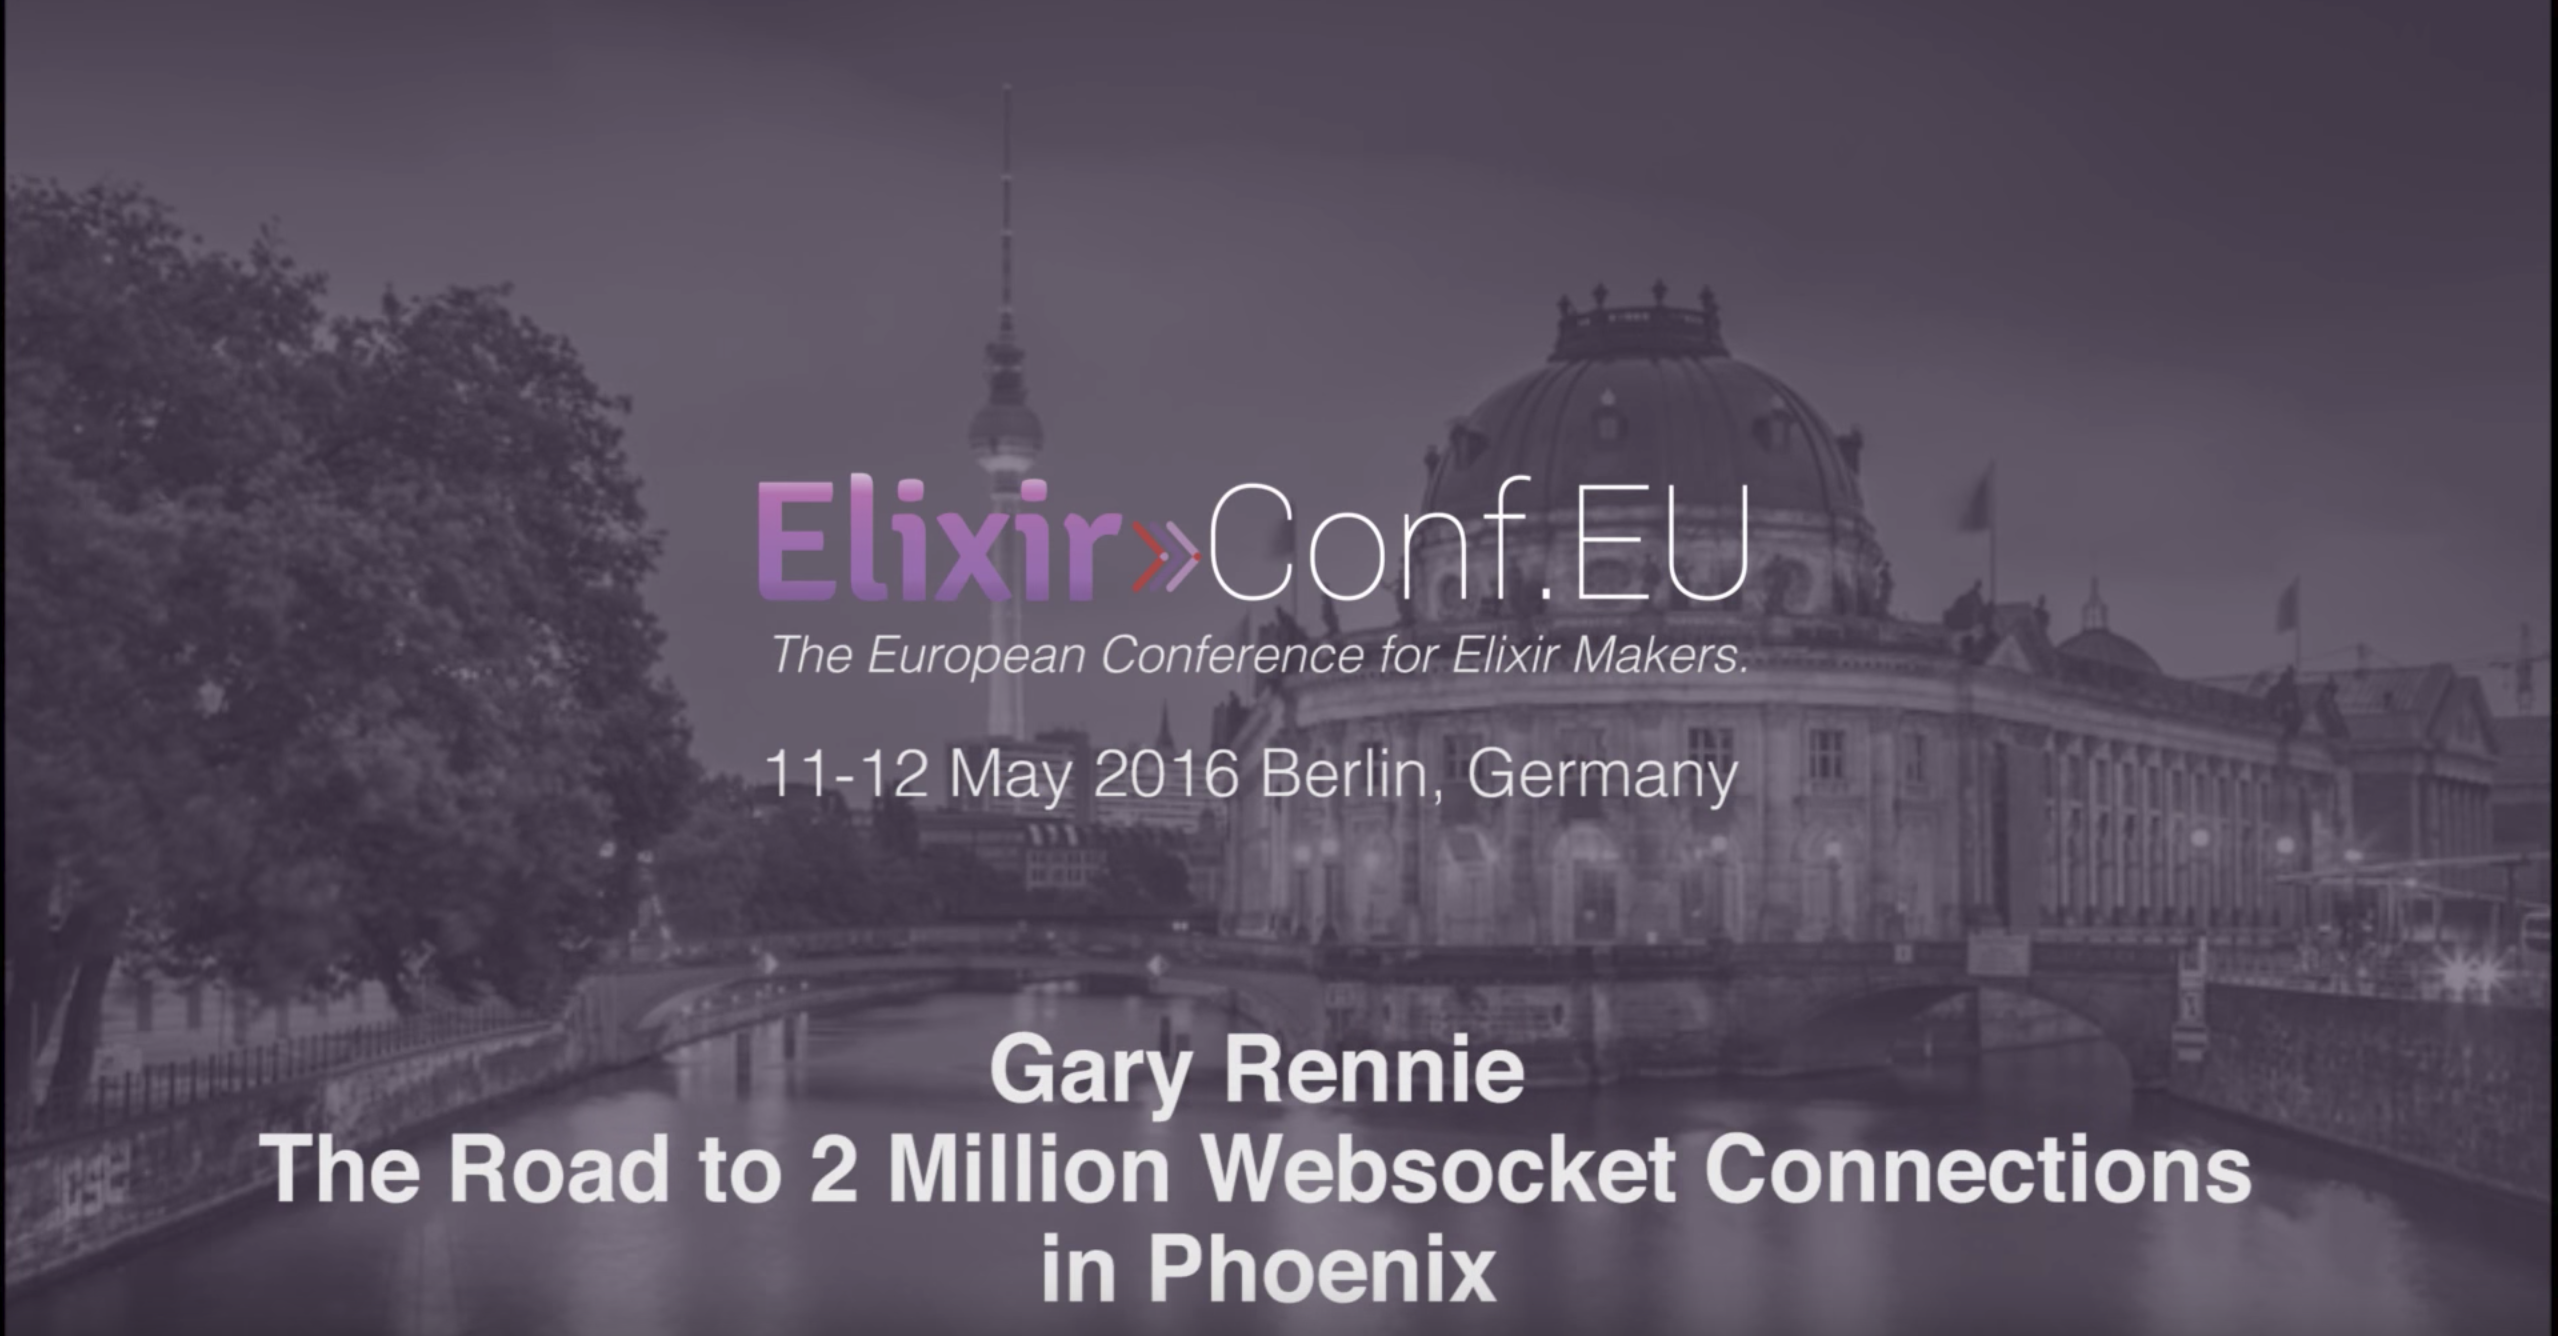 Elixir Conf.EU
The European Conference for Elixir Makers.
11-12 May 2016 Berlin, Germany
Gary Rennie
The Road to 2 Million Websocket Connections
in Phoenix